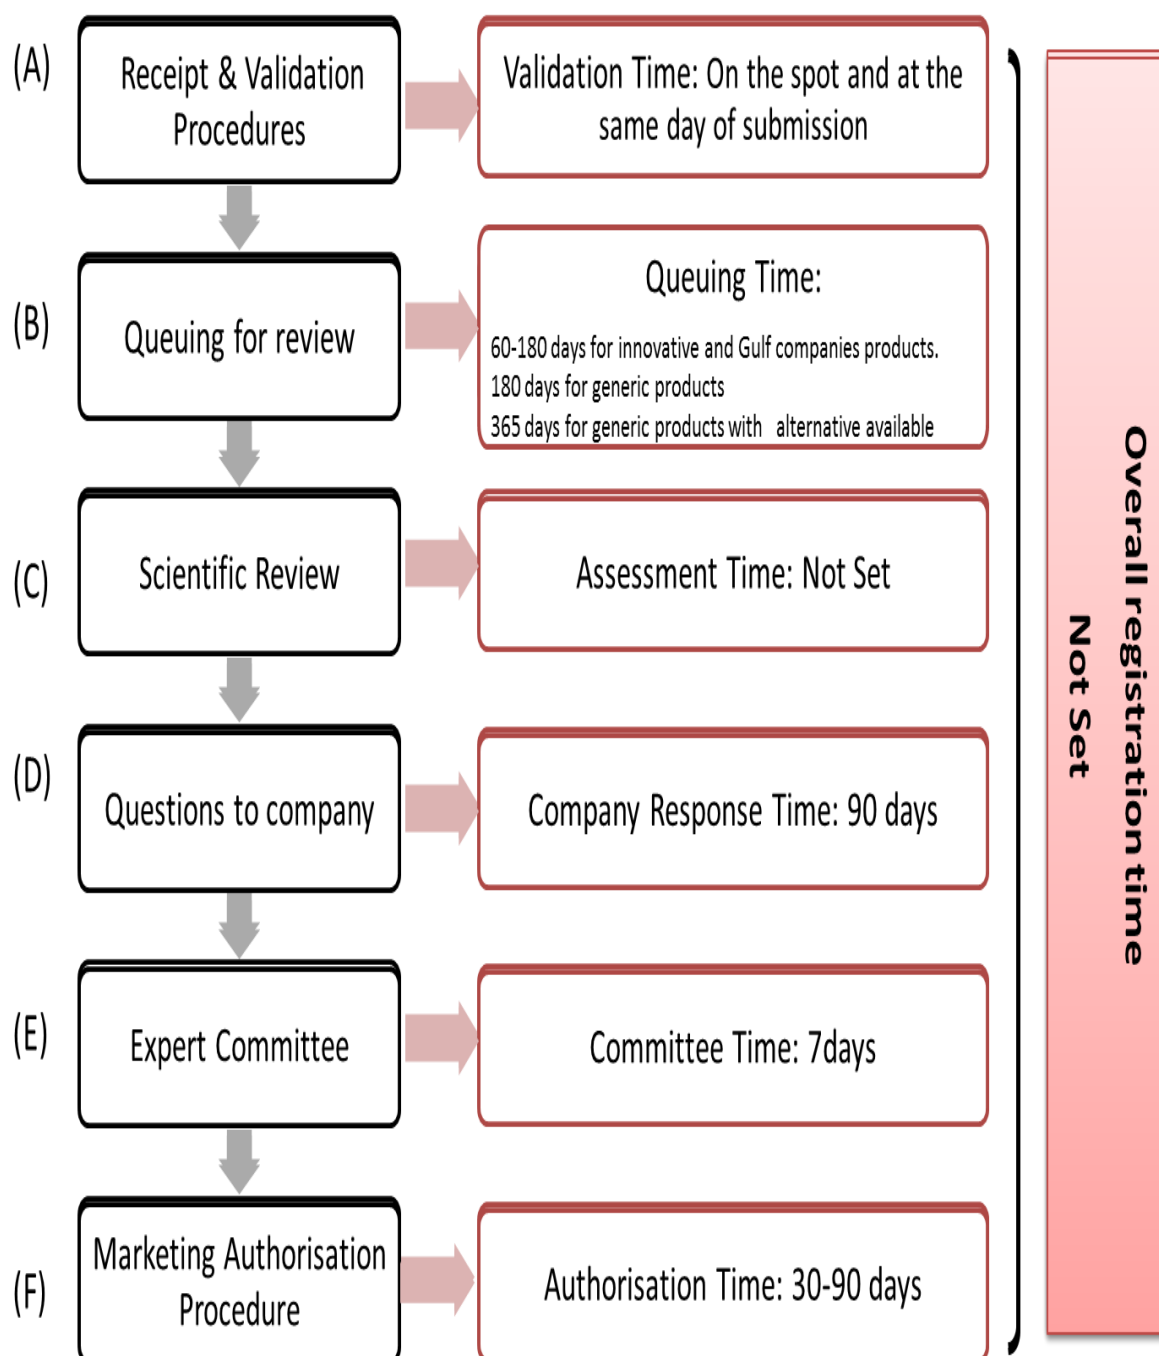 (A)
Receipt & Validation
Procedures
Validation Time: On the spot and at the
same day of submission
(B)
Queuing for review
Queuing Time:
60-180 days for innovative and Gulf companies products.
180 days for generic products
365 days for generic products with alternative available
(C)
Scientific Review
Assessment Time: Not Set
(D)
Questions to company
Company Response Time: 90 days
(E)
Expert Committee
Committee Time: 7days
(F)
Marketing Authorisation
Procedure
Authorisation Time: 30-90 days
Overall registration time
Not Set